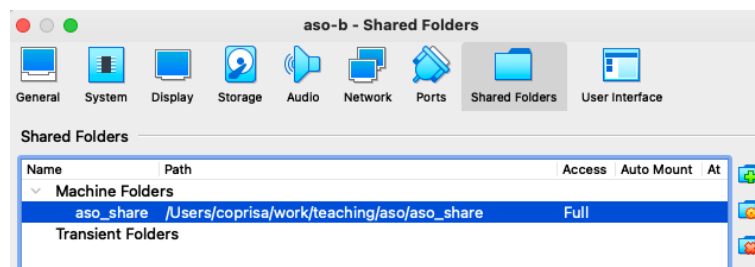 aso-b - Shared Folders
General System Display Storage Audio Network Ports Shared Folders User Interface
Shared Folders
Name Path Access Auto Mount At
Machine Folders
aso_share /Users/coprisa/work/teaching/aso/aso_share Full
Transient Folders